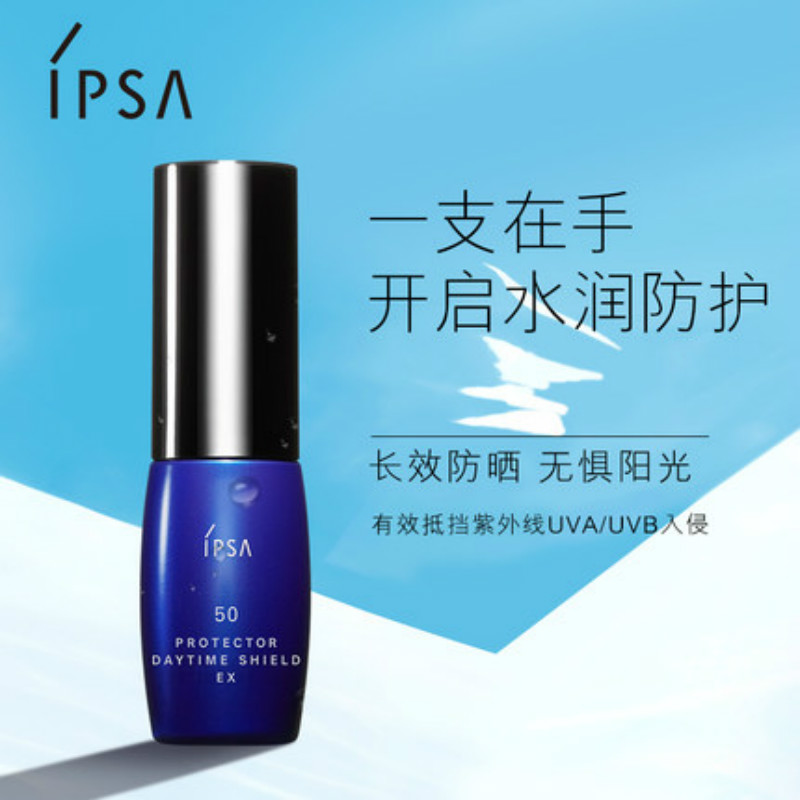 IPSA
一支在手
开启水润防护
长效防晒 无惧阳光
有效抵挡紫外线UVA/UVB入侵
IPSA
50
PROTECTOR
DAYTIME SHIELD
EX